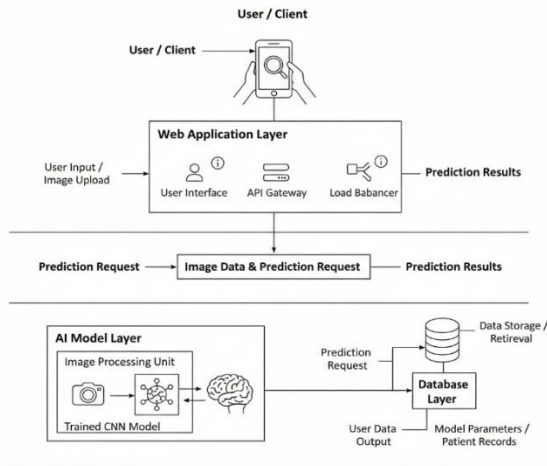 User / Client
User / Client
Web Application Layer
User Input /
Image Upload
User Interface
API Gateway
Load Babancer
Prediction Results
Prediction Request
Image Data & Prediction Request
Prediction Results
AI Model Layer
Image Processing Unit
Trained CNN Model
Prediction
Request
Data Storage /
Retireval
Database
Layer
User Data
Output
Model Parameters /
Patient Records